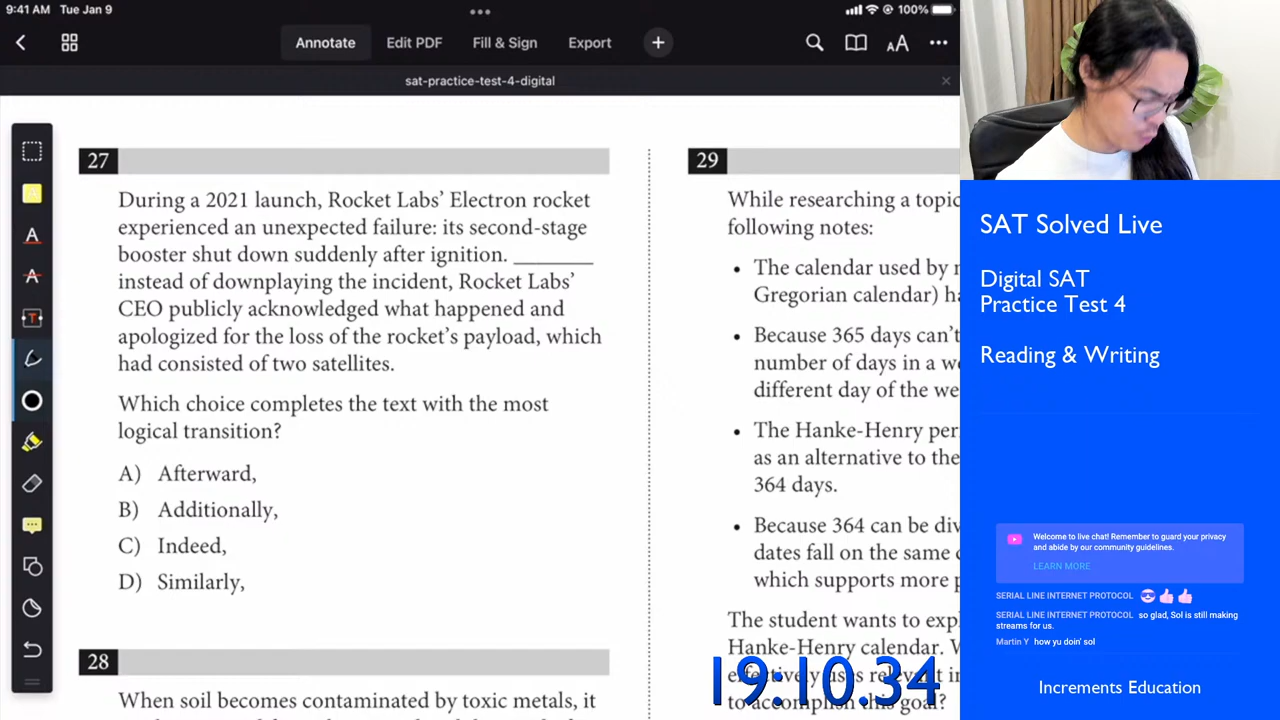 9:41 AM Tue Jan 9
100%
Annotate
Edit PDF
Fill & Sign
Export
AA
sat-practice-test-4-digital
27
During a 2021 launch, Rocket Labs’ Electron rocket
experienced an unexpected failure: its second-stage
booster shut down suddenly after ignition. _______
instead of downplaying the incident, Rocket Labs’
CEO publicly acknowledged what happened and
apologized for the loss of the rocket’s payload, which
had consisted of two satellites.
Which choice completes the text with the most
logical transition?
A) Afterward,
B) Additionally,
C) Indeed,
D) Similarly,
28
When soil becomes contaminated by toxic metals, it
29
While researching a topic
following notes:
• The calendar used by
Gregorian calendar)
• Because 365 days can’t
number of days in a
different day of the
• The Hanke-Henry
as an alternative to the
364 days.
• Because 364 can be
dates fall on the same
which supports more
The student wants to
Hanke-Henry calendar.
effectively uses relevant
to accomplish this goal?
19:10.34
SAT Solved Live
Digital SAT
Practice Test 4
Reading & Writing
Welcome to live chat! Remember to guard your privacy
and abide by our community guidelines.
LEARN MORE
SERIAL LINE INTERNET PROTOCOL
SERIAL LINE INTERNET PROTOCOL so glad, Sol is still making
streams for us.
Martin Y how yu doin' sol
Increments Education